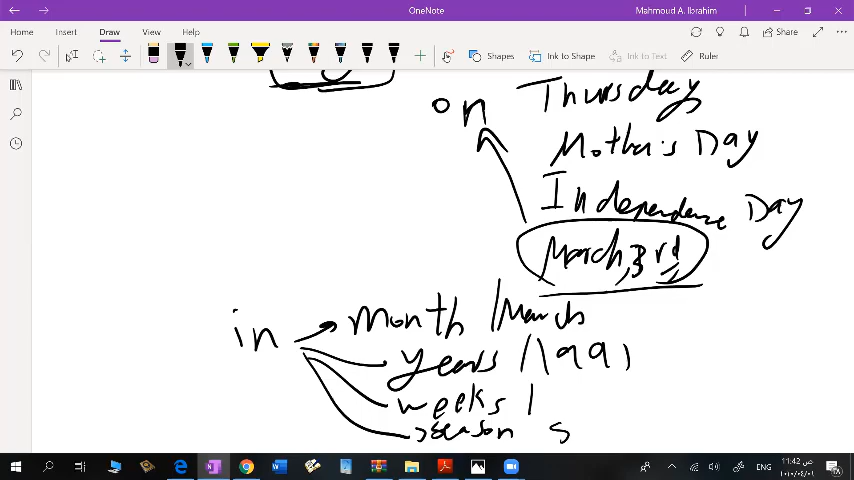 OneNote
Mahmoud A. Ibrahim
Home Insert Draw View Help
Share
Shapes Ink to Shape Ink to Text Ruler
on Thursday
Mother's Day
Independence Day
March, 3rd
in month / March
years / 1991
weeks /
season s
ENG
11:42 ص